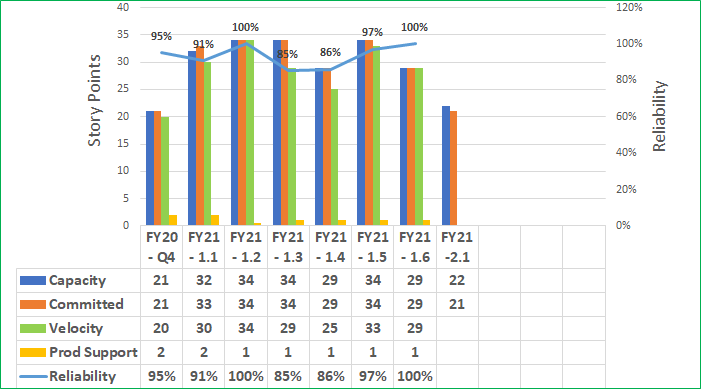 40
35
30
25
20
15
10
5
0
Story Points
95%
91%
100%
85%
86%
97%
100%
120%
100%
80%
60%
40%
20%
0%
Reliability
FY20 - Q4
FY21 - 1.1
FY21 - 1.2
FY21 - 1.3
FY21 - 1.4
FY21 - 1.5
FY21 - 1.6
FY21 -2.1
Capacity 21 32 34 34 29 34 29 22
Committed 21 33 34 34 29 34 29 21
Velocity 20 30 34 29 25 33 29
Prod Support 2 2 1 1 1 1 1
Reliability 95% 91% 100% 85% 86% 97% 100%